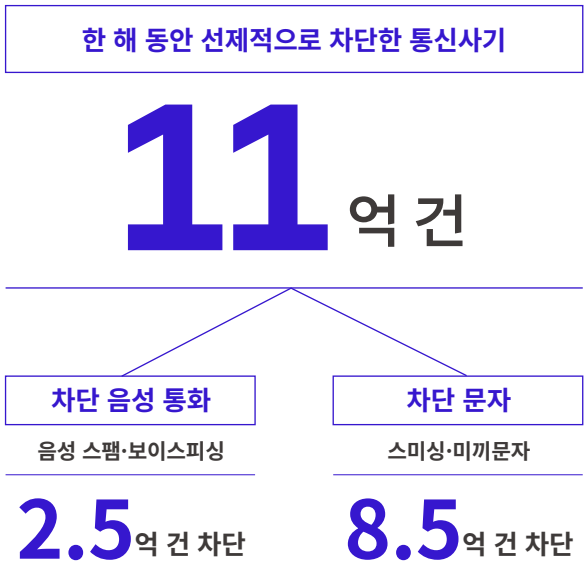 한 해 동안 선제적으로 차단한 통신사기
11억 건
차단 음성 통화
음성 스팸·보이스피싱
2.5억 건 차단
차단 문자
스미싱·미끼문자
8.5억 건 차단